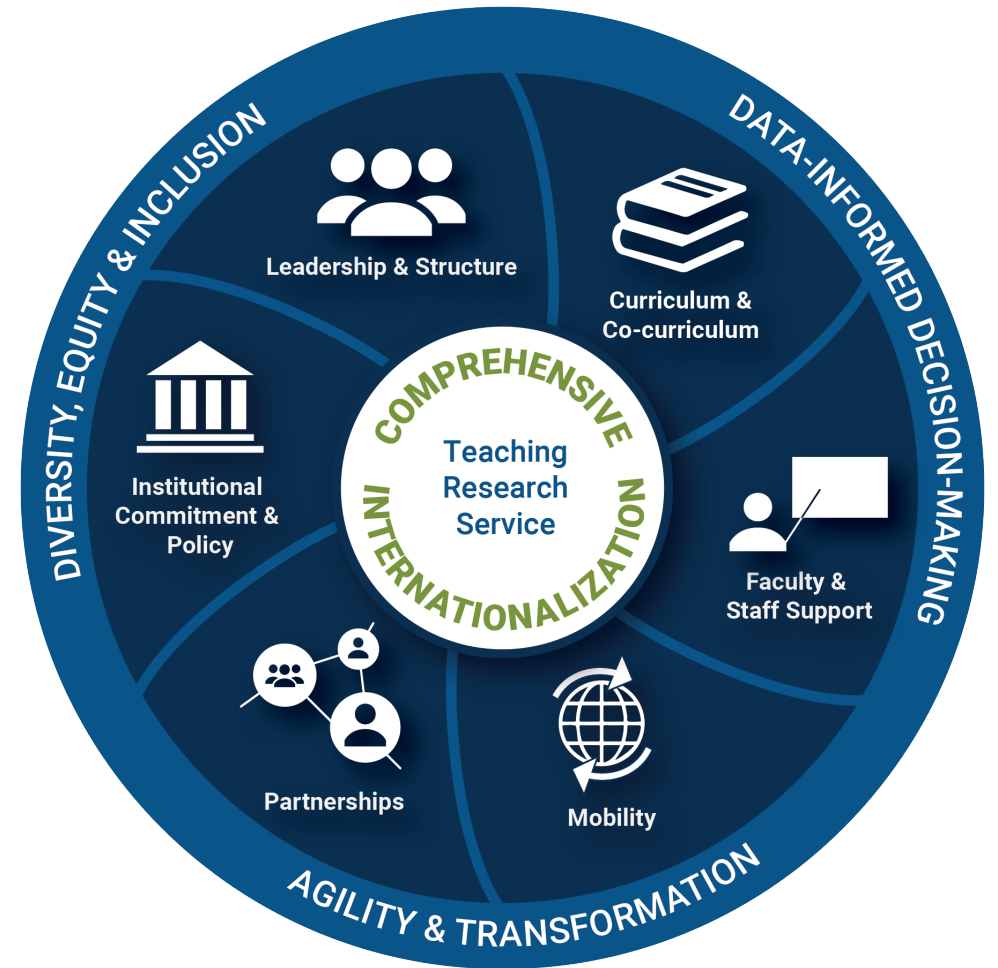 DIVERSITY, EQUITY & INCLUSION
DATA-INFORMED DECISION-MAKING
AGILITY & TRANSFORMATION
Leadership & Structure
Curriculum &
Co-curriculum
Institutional
Commitment &
Policy
COMPREHENSIVE
Teaching
Research
Service
INTERNATIONALIZATION
Faculty &
Staff Support
Partnerships
Mobility